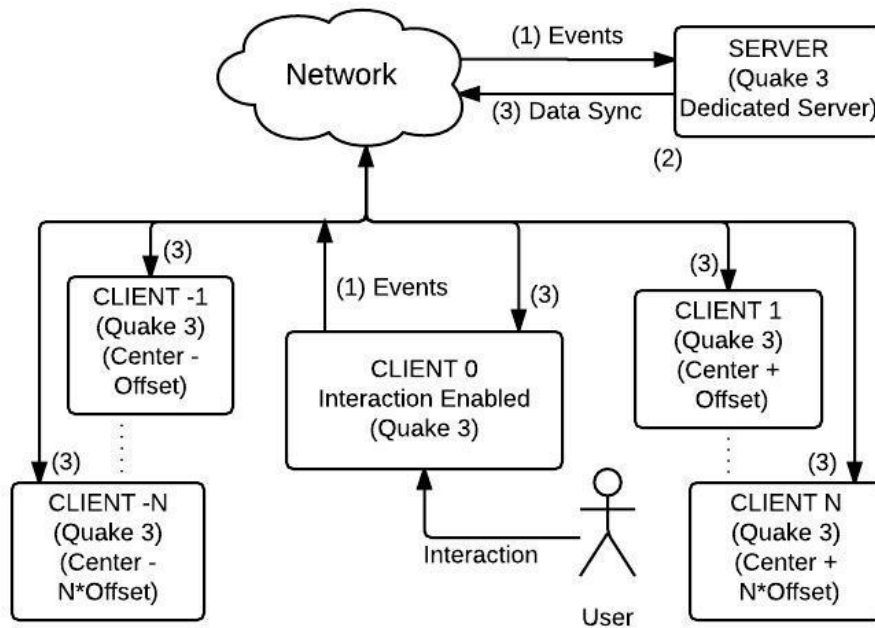 (1) Events
SERVER
(Quake 3
Dedicated Server)
Network
(3) Data Sync
(2)
(3)
CLIENT -1
(Quake 3)
(Center -
Offset)
(1) Events
(3)
CLIENT 0
Interaction Enabled
(Quake 3)
(3)
CLIENT 1
(Quake 3)
(Center +
Offset)
(3)
CLIENT -N
(Quake 3)
(Center -
N*Offset)
Interaction
User
(3)
CLIENT N
(Quake 3)
(Center +
N*Offset)